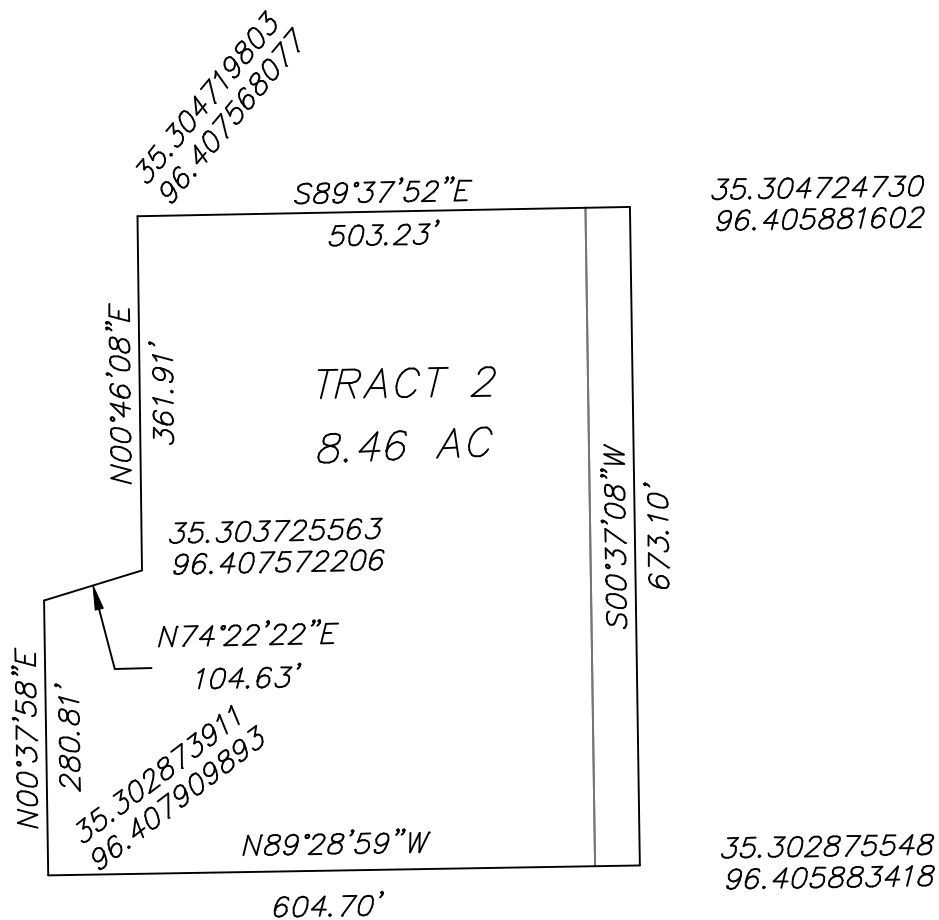 35.304719803
96.407568077
S89°37'52"E
503.23'
35.304724730
96.405881602
N00°46'08"E
361.91'
TRACT 2
8.46 AC
35.303725563
96.407572206
S00°37'08"W
673.10'
N74°22'22"E
104.63'
N00°37'58"E
280.81'
35.302873911
96.407909893
N89°28'59"W
604.70'
35.302875548
96.405883418